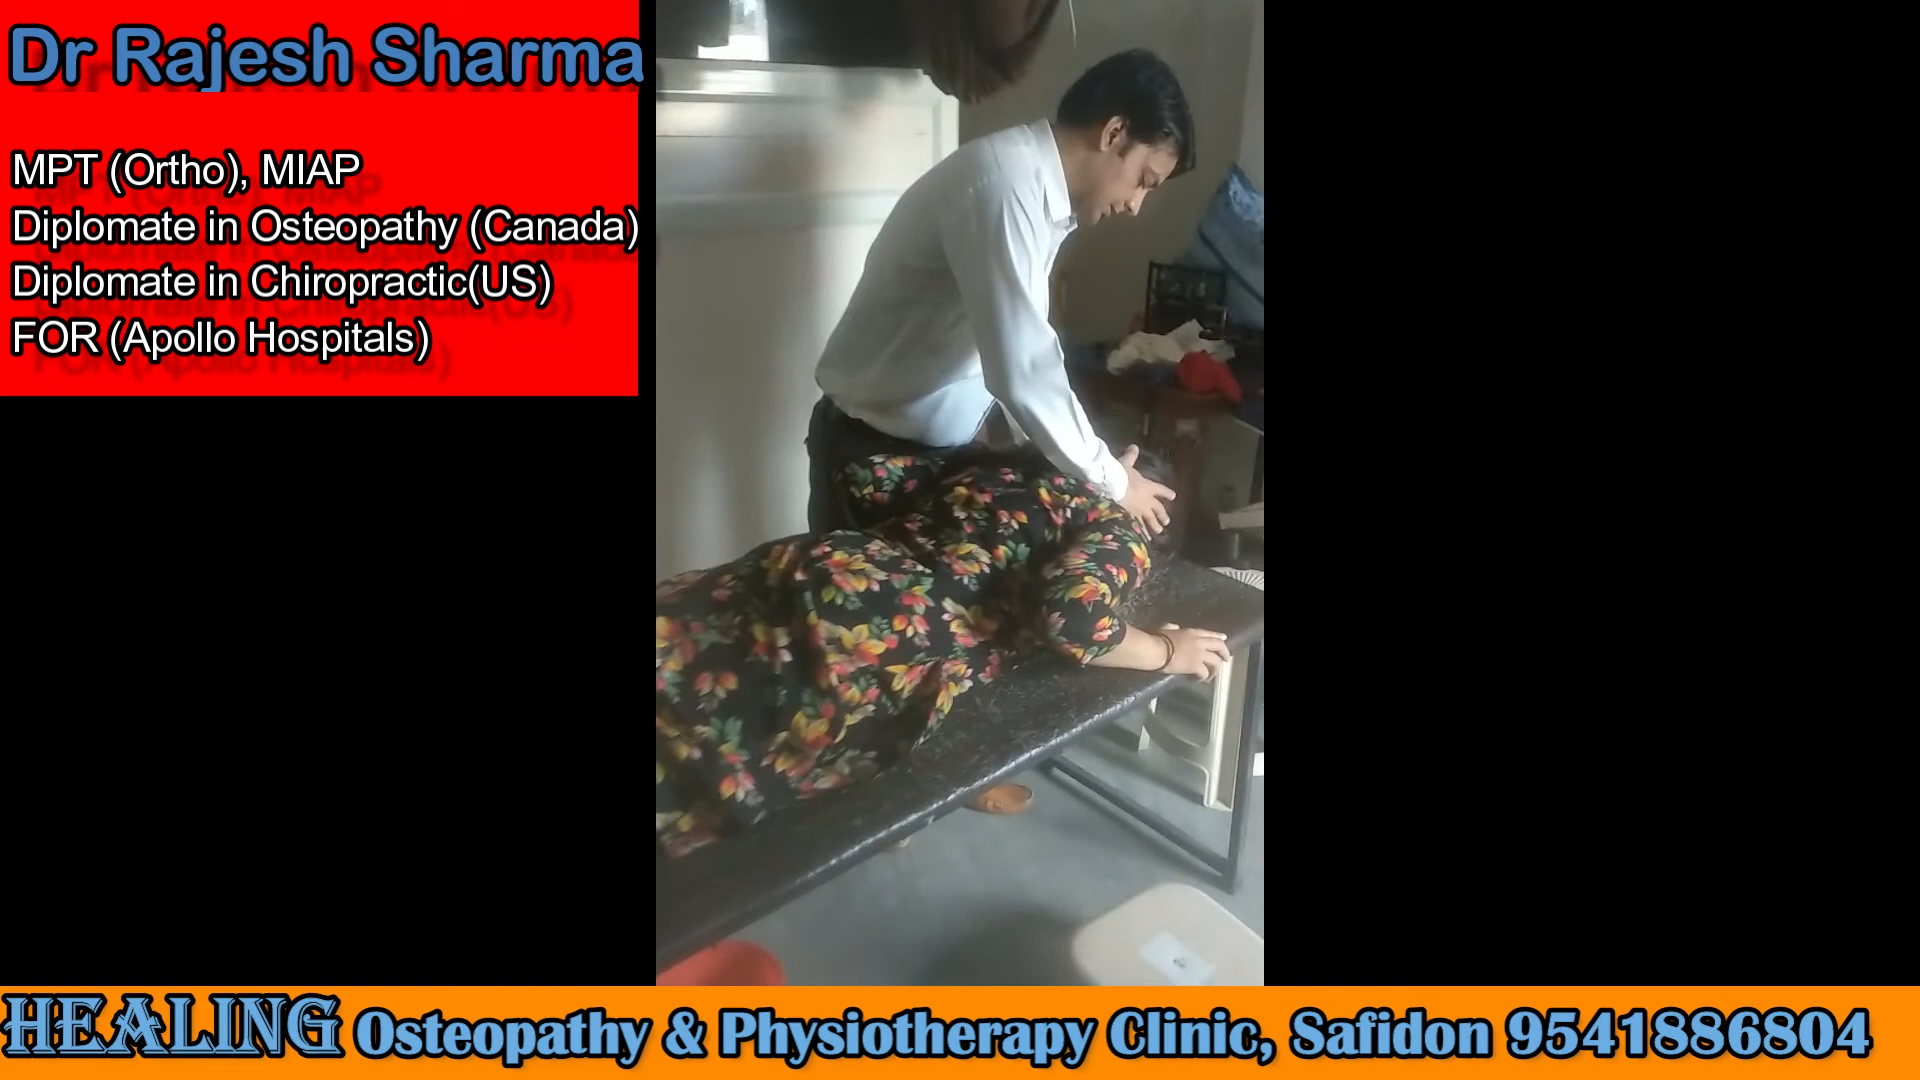 Dr Rajesh Sharma
MPT (Ortho), MIAP
Diplomate in Osteopathy (Canada)
Diplomate in Chiropractic(US)
FOR (Apollo Hospitals)
HEALING Osteopathy & Physiotherapy Clinic, Safidon 9541886804